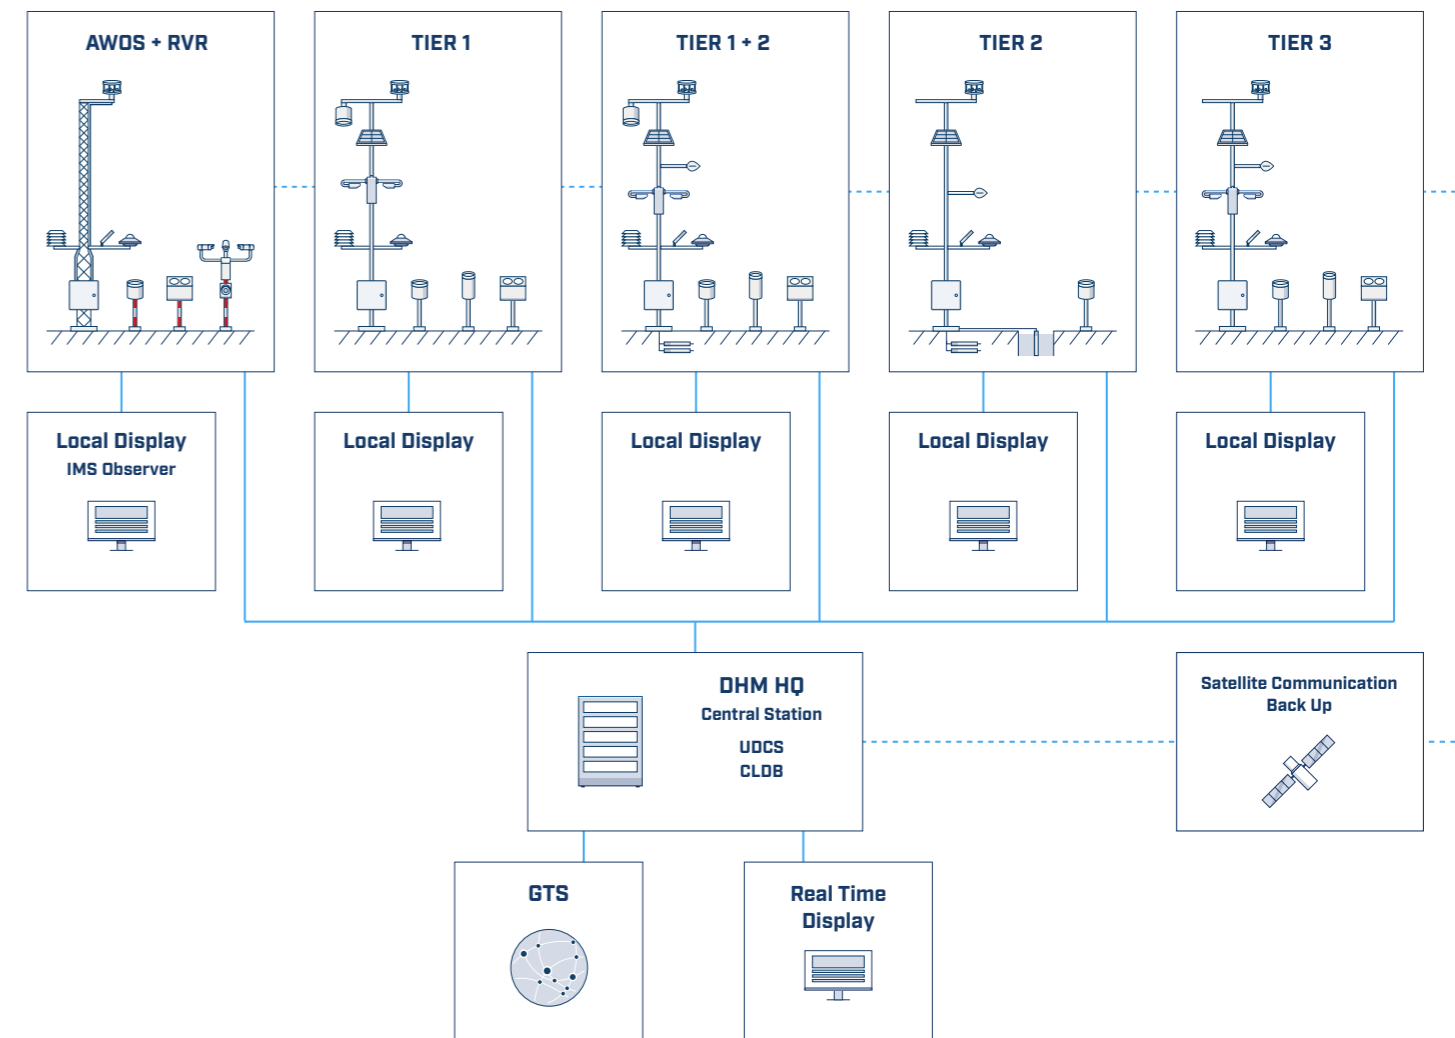 AWOS + RVR
TIER 1
TIER 1 + 2
TIER 2
TIER 3
Local Display
IMS Observer
Local Display
Local Display
Local Display
Local Display
DHM HQ
Central Station
UDCS
CLDB
Satellite Communication
Back Up
GTS
Real Time
Display